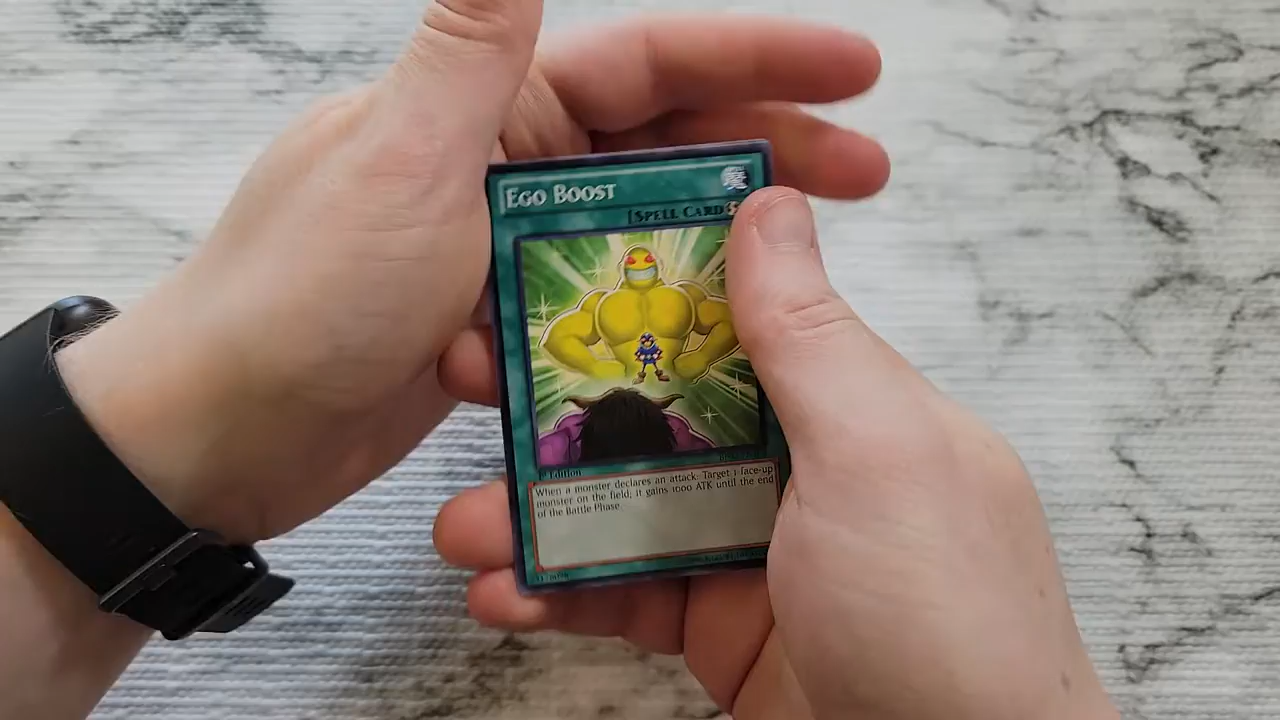 EGO BOOST
[SPELL CARD
1st Edition
When a monster declares an attack: Target 1 face-up
monster on the field; it gains 1000 ATK until the end
of the Battle Phase.